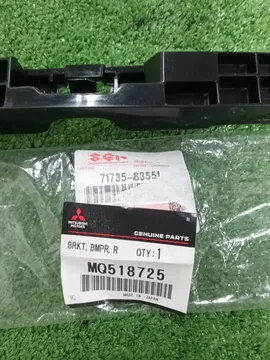 SGP
71735-83S51
MITSUBISHI
MOTORS
GENUINE PARTS
BRKT, BMPR, R QTY: 1
MQ518725
MADE IN JAPAN